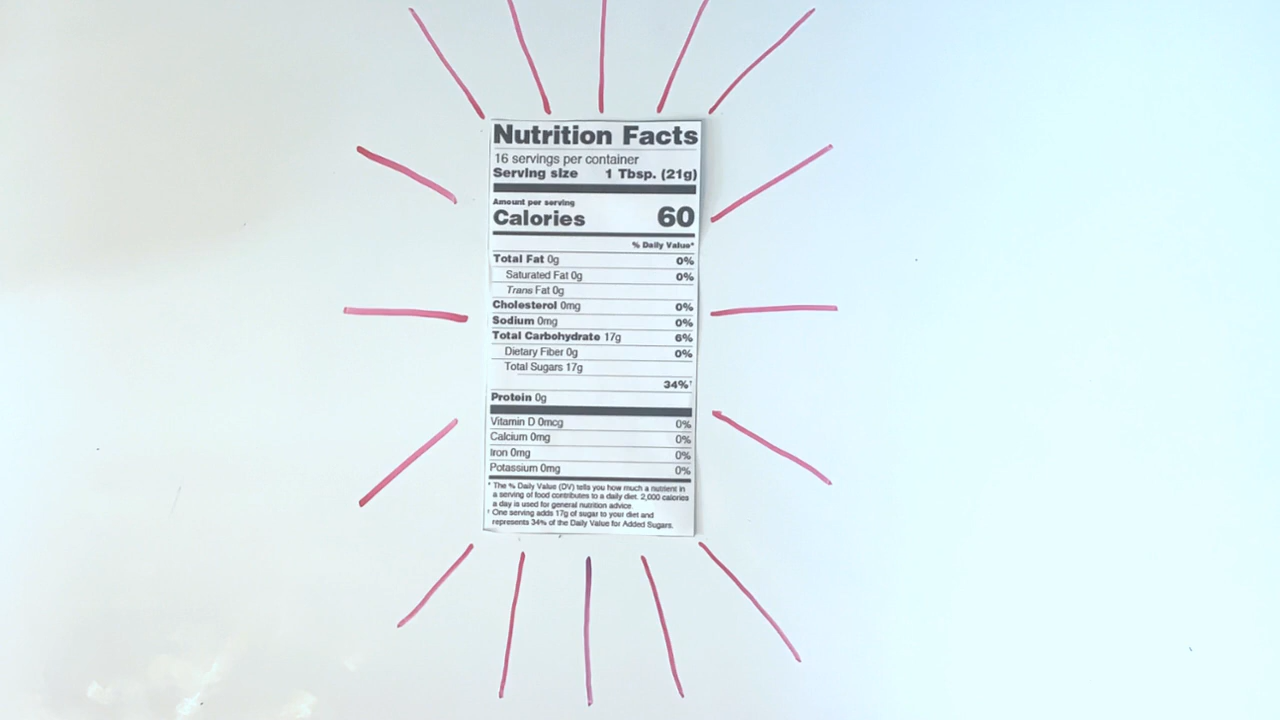 Nutrition Facts
16 servings per container
Serving size 1 Tbsp. (21g)
Amount per serving
Calories 60
% Daily Value*
Total Fat 0g 0%
Saturated Fat 0g 0%
Trans Fat 0g
Cholesterol 0mg 0%
Sodium 0mg 0%
Total Carbohydrate 17g 6%
Dietary Fiber 0g 0%
Total Sugars 17g
34%†
Protein 0g
Vitamin D 0mcg 0%
Calcium 0mg 0%
Iron 0mg 0%
Potassium 0mg 0%
* The % Daily Value (DV) tells you how much a nutrient in
a serving of food contributes to a daily diet. 2,000 calories
a day is used for general nutrition advice.
† One serving adds 17g of sugar to your diet and
represents 34% of the Daily Value for Added Sugars.